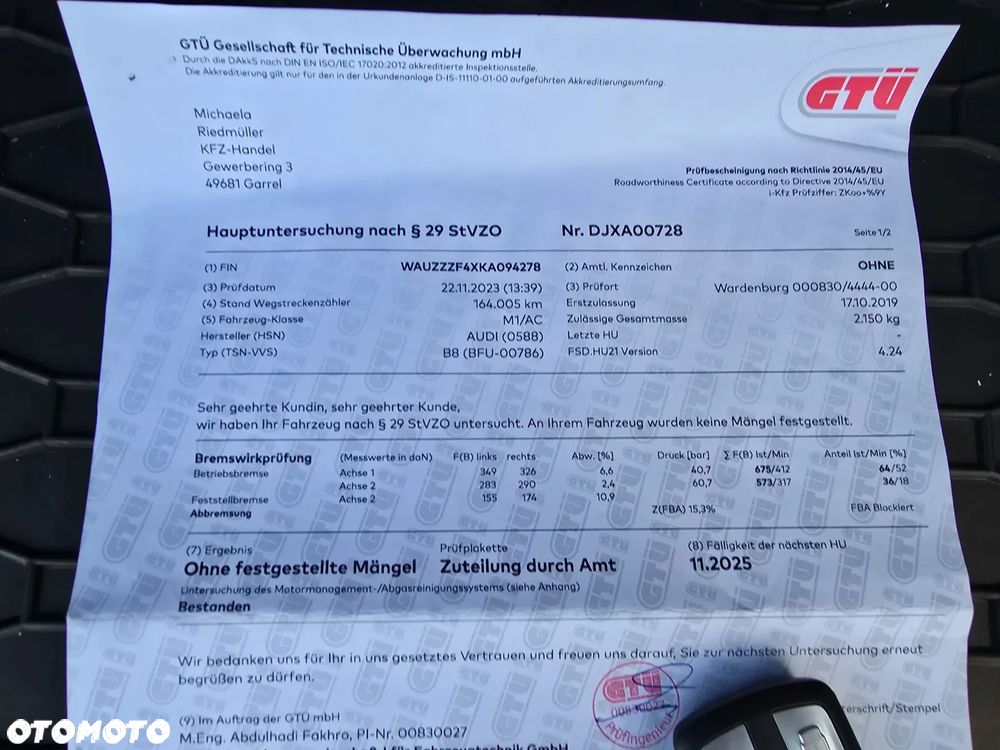 GTÜ Gesellschaft für Technische Überwachung mbH
Durch die DAkkS nach DIN EN ISO/IEC 17020:2012 akkreditierte Inspektionsstelle.
Die Akkreditierung gilt nur für den in der Urkundenanlage D-IS-11110-01-00 aufgeführten Akkreditierungsumfang.
GTÜ
Michaela
Riedmüller
KFZ-Handel
Gewerbering 3
49681 Garrel
Prüfbescheinigung nach Richtlinie 2014/45/EU
Roadworthiness Certificate according to Directive 2014/45/EU
i-Kfz Prüfziffer: ZKoo+%9Y
Hauptuntersuchung nach § 29 StVZO Nr. DJXA00728 Seite 1/2
(1) FIN WAUZZZF4XKA094278 (2) Amtl. Kennzeichen OHNE
(3) Prüfdatum 22.11.2023 (13:39) (3) Prüfort Wardenburg 000830/4444-00
(4) Stand Wegstreckenzähler 164.005 km Erstzulassung 17.10.2019
(5) Fahrzeug-Klasse M1/AC Zulässige Gesamtmasse 2.150 kg
Hersteller (HSN) AUDI (0588) Letzte HU -
Typ (TSN-VVS) B8 (BFU-00786) FSD.HU21 Version 4.24
Sehr geehrte Kundin, sehr geehrter Kunde,
wir haben Ihr Fahrzeug nach § 29 StVZO untersucht. An Ihrem Fahrzeug wurden keine Mängel festgestellt.
Bremswirkprüfung (Messwerte in daN) F(B) links rechts Abw. [%] Druck [bar] Σ F(B) Ist/Min Anteil Ist/Min [%]
Betriebsbremse Achse 1 349 326 6,6 40,7 675/412 64/52
Achse 2 283 290 2,4 60,7 573/317 36/18
Feststellbremse Achse 2 155 174 10,9
Abbremsung Z(FBA) 15,3% FBA Blockiert
(7) Ergebnis Prüfplakette (8) Fälligkeit der nächsten HU
Ohne festgestellte Mängel Zuteilung durch Amt 11.2025
Untersuchung des Motormanagement-/Abgasreinigungssystems (siehe Anhang)
Bestanden
Wir bedanken uns für Ihr in uns gesetztes Vertrauen und freuen uns darauf, Sie zur nächsten Untersuchung erneut
begrüßen zu dürfen.
GTÜ
00830027
Prüfingenieur
(9) Im Auftrag der GTÜ mbH
terschrift/Stempel
M.Eng. Abdulhadi Fakhro, PI-Nr. 00830027
OTOMOTO